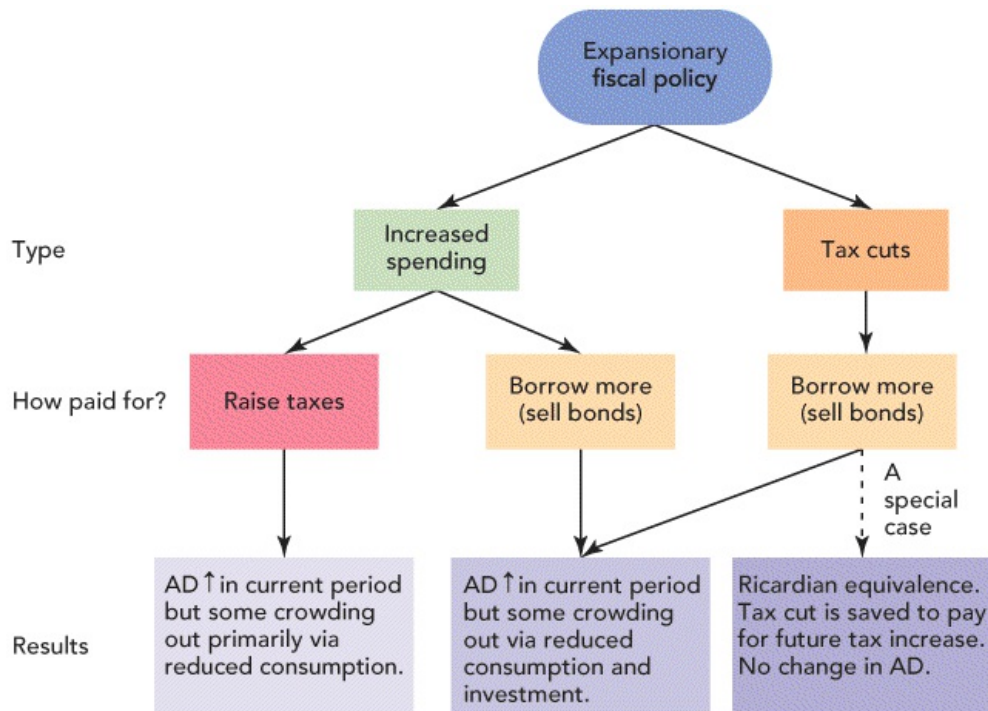 Expansionary
fiscal policy
Type
Increased
spending
Tax cuts
How paid for?
Raise taxes
Borrow more
(sell bonds)
Borrow more
(sell bonds)
A
special
case
Results
AD ↑ in current period
but some crowding
out primarily via
reduced consumption.
AD ↑ in current period
but some crowding
out via reduced
consumption and
investment.
Ricardian equivalence.
Tax cut is saved to pay
for future tax increase.
No change in AD.